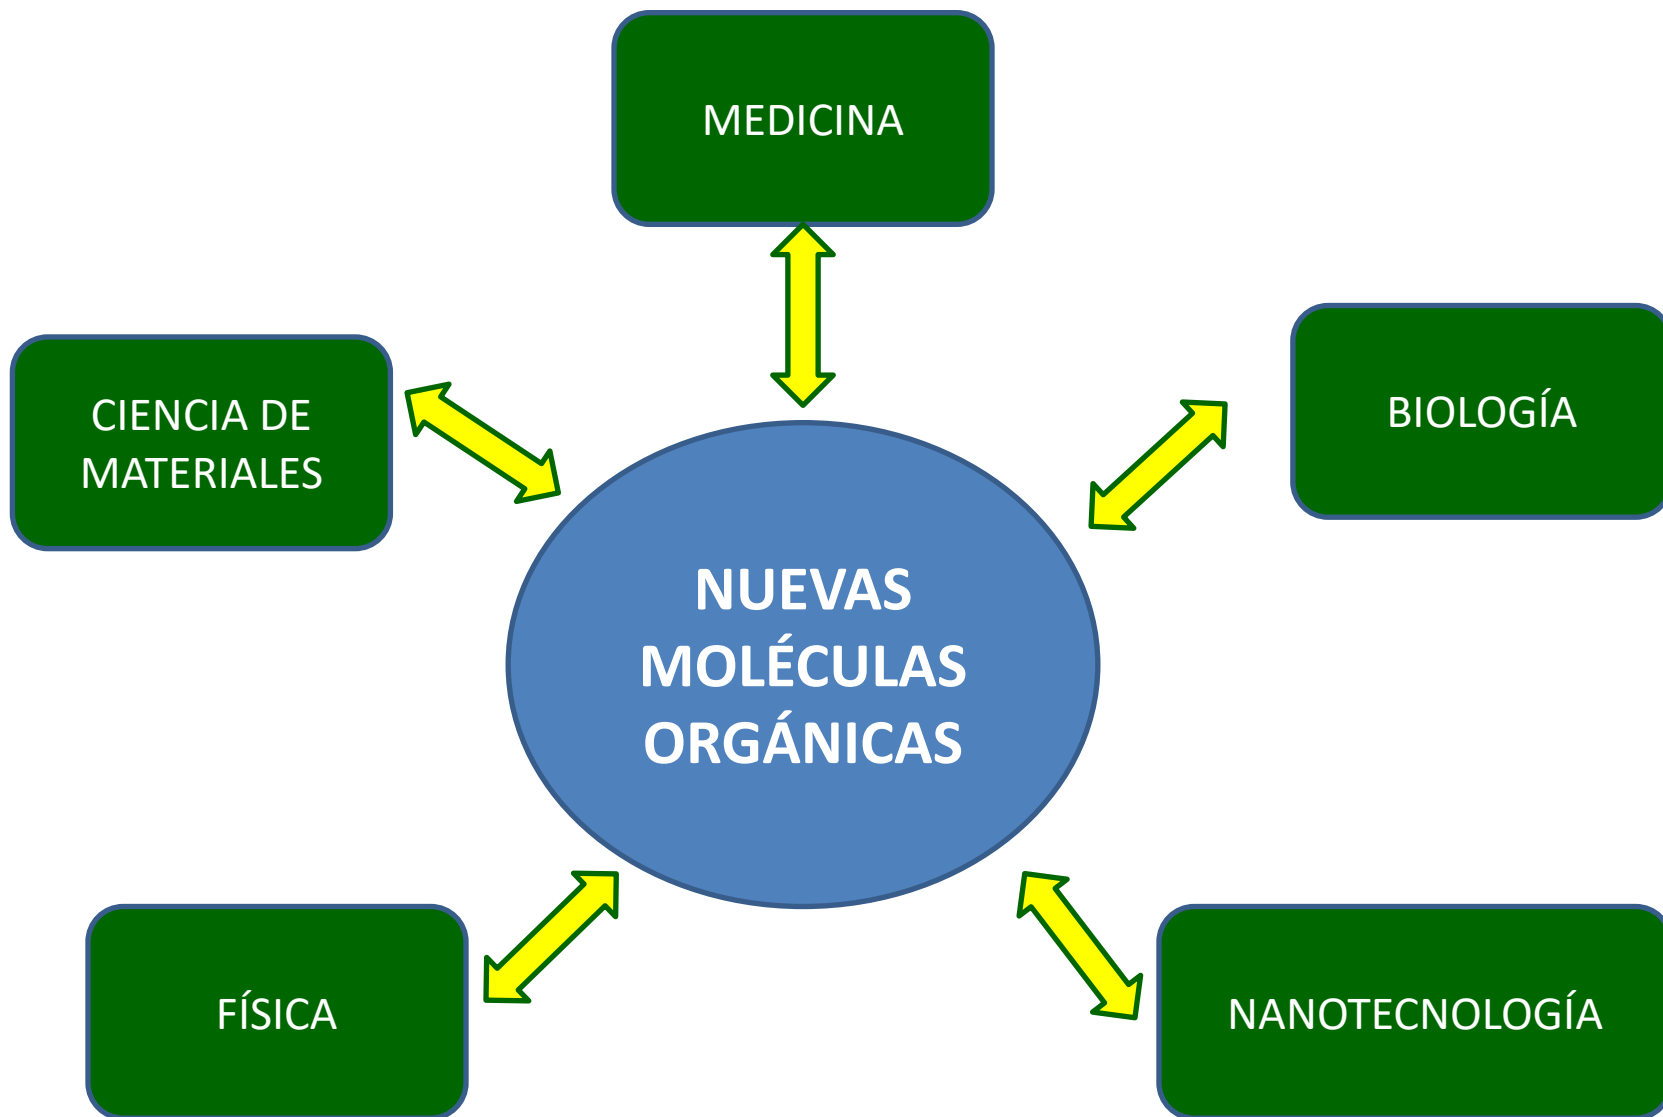 MEDICINA
CIENCIA DE
MATERIALES
BIOLOGÍA
NUEVAS
MOLÉCULAS
ORGÁNICAS
FÍSICA
NANOTECNOLOGÍA